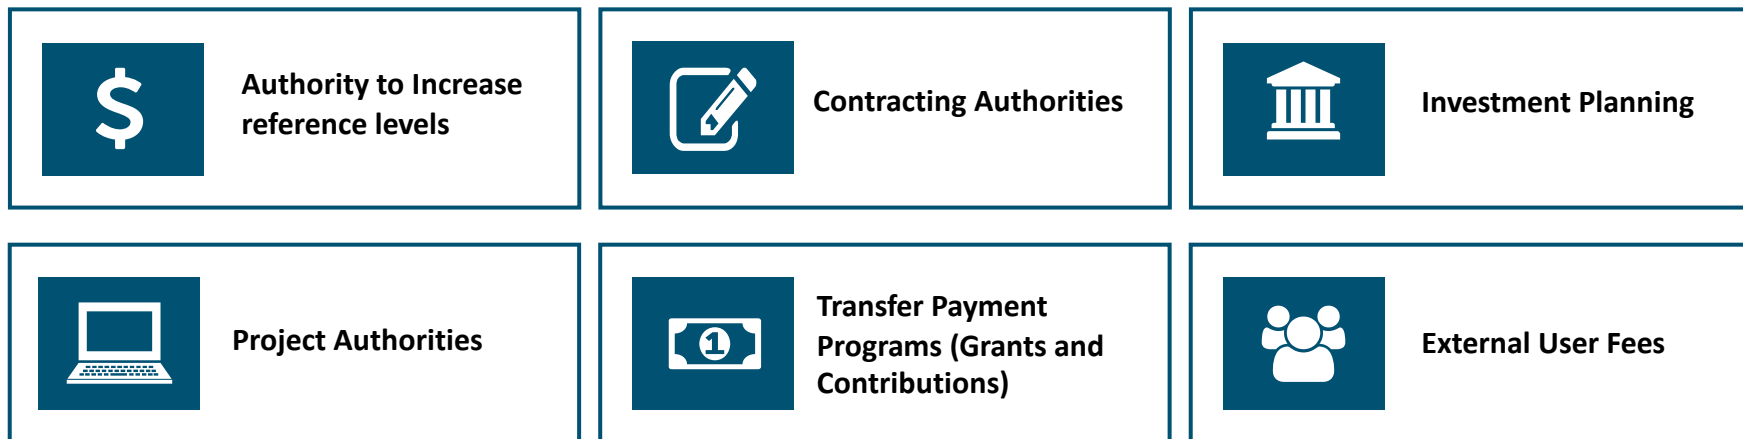 $
Authority to Increase
reference levels
Contracting Authorities
Investment Planning
Project Authorities
1
Transfer Payment
Programs (Grants and
Contributions)
External User Fees